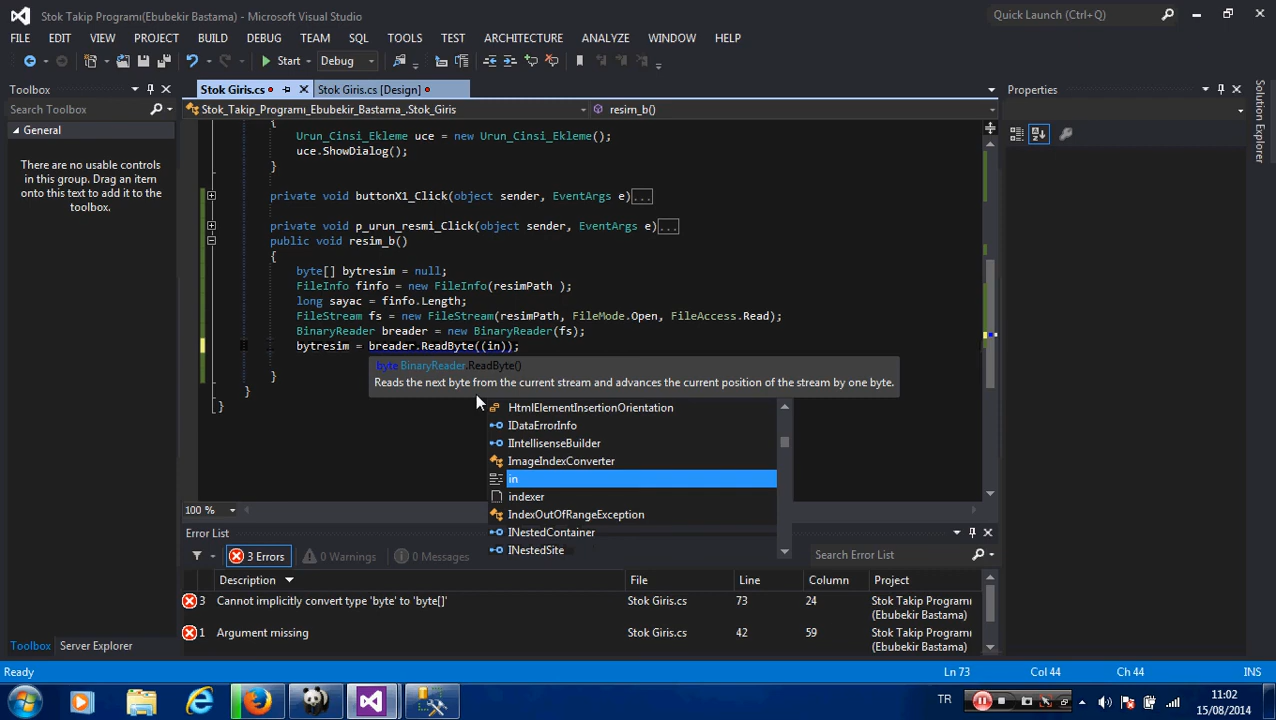 Stok Takip Programı(Ebubekir Bastama) - Microsoft Visual Studio
Quick Launch (Ctrl+Q)
FILE EDIT VIEW PROJECT BUILD DEBUG TEAM SQL TOOLS TEST ARCHITECTURE ANALYZE WINDOW HELP
Start Debug
Toolbox
Stok Giris.cs
Stok Giris.cs [Design]
Properties
Solution Explorer
Search Toolbox
Stok_Takip_Programı_Ebubekir_Bastama_.Stok_Giris
resim_b()
General
There are no usable controls
in this group. Drag an item
onto this text to add it to the
toolbox.
{
Urun_Cinsi_Ekleme uce = new Urun_Cinsi_Ekleme();
uce.ShowDialog();
}
private void buttonX1_Click(object sender, EventArgs e)...
private void p_urun_resmi_Click(object sender, EventArgs e)...
public void resim_b()
{
byte[] bytresim = null;
FileInfo finfo = new FileInfo(resimPath );
long sayac = finfo.Length;
FileStream fs = new FileStream(resimPath, FileMode.Open, FileAccess.Read);
BinaryReader breader = new BinaryReader(fs);
bytresim = breader.ReadByte((in));
byte BinaryReader.ReadByte()
Reads the next byte from the current stream and advances the current position of the stream by one byte.
}
}
}
HtmlElementInsertionOrientation
IDataErrorInfo
IIntellisenseBuilder
ImageIndexConverter
in
indexer
IndexOutOfRangeException
INestedContainer
INestedSite
100 %
Error List
3 Errors
0 Warnings
0 Messages
Search Error List
Description File Line Column Project
3 Cannot implicitly convert type 'byte' to 'byte[]' Stok Giris.cs 73 24 Stok Takip Programı
(Ebubekir Bastama)
1 Argument missing Stok Giris.cs 42 59 Stok Takip Programı
(Ebubekir Bastama)
Toolbox Server Explorer
Ready
Ln 73 Col 44 Ch 44 INS
TR
11:02
15/08/2014